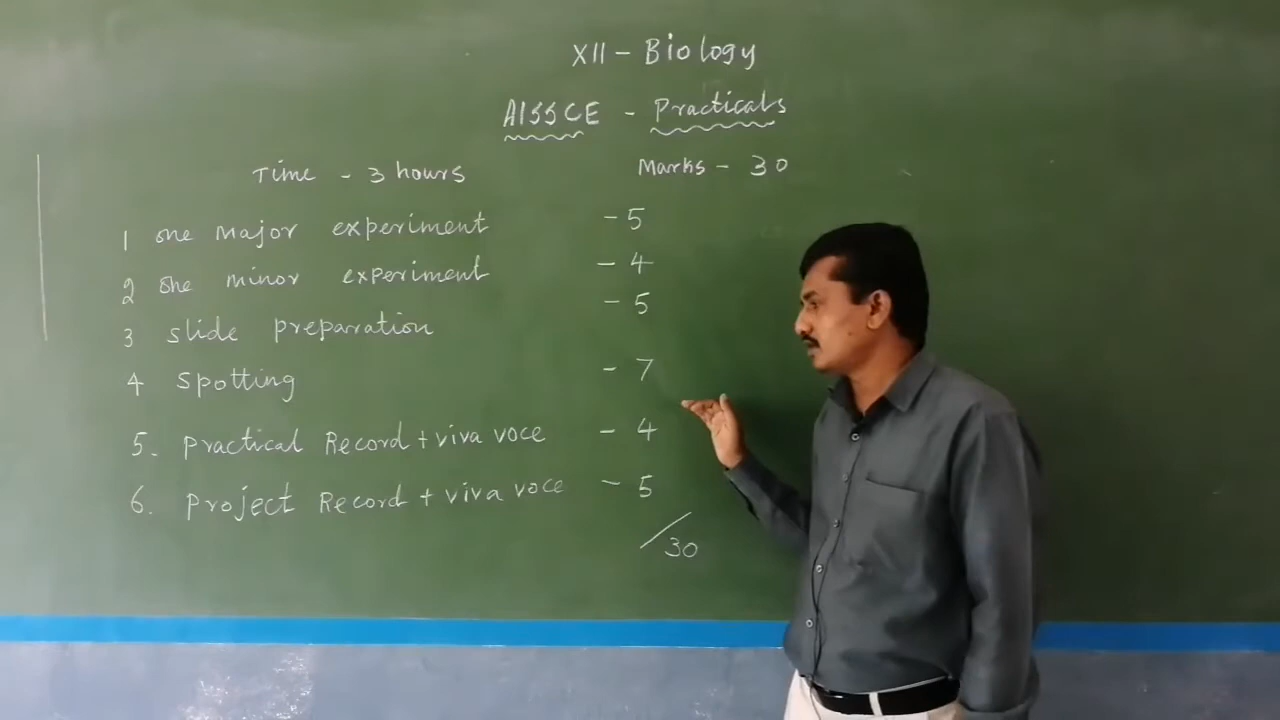 XII - Biology
AISSCE - Practicals
Time - 3 hours Marks - 30
1 one major experiment - 5
2 one minor experiment - 4
3 slide preparation - 5
4 spotting - 7
5. practical Record + viva voce - 4
6. project Record + viva voce - 5
/30